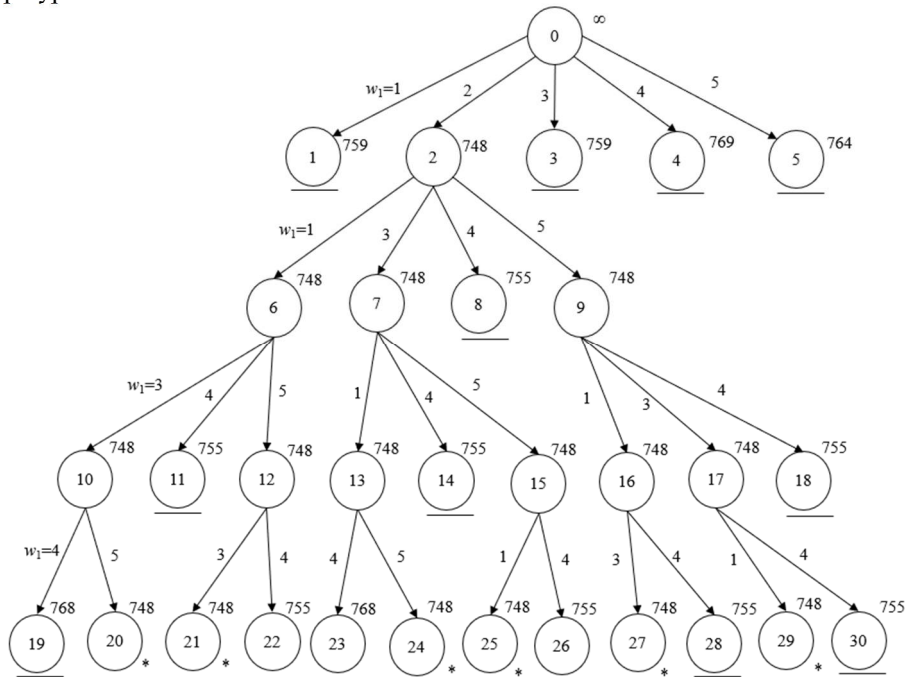 0 ∞
w₁=1 2 3 4 5
1 759 2 748 3 759 4 769 5 764
w₁=1 3 4 5
6 748 7 748 8 755 9 748
w₁=3 4 5 1 4 5 1 3 4
10 748 11 755 12 748 13 748 14 755 15 748 16 748 17 748 18 755
w₁=4 5 3 4 4 5 1 4 3 4 1 4
19 768 20 748 * 21 748 * 22 755 23 768 24 748 * 25 748 * 26 755 27 748 * 28 755 29 748 * 30 755